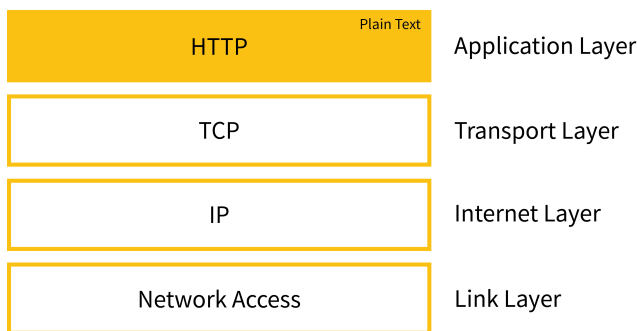 Plain Text
HTTP
Application Layer
TCP
Transport Layer
IP
Internet Layer
Network Access
Link Layer